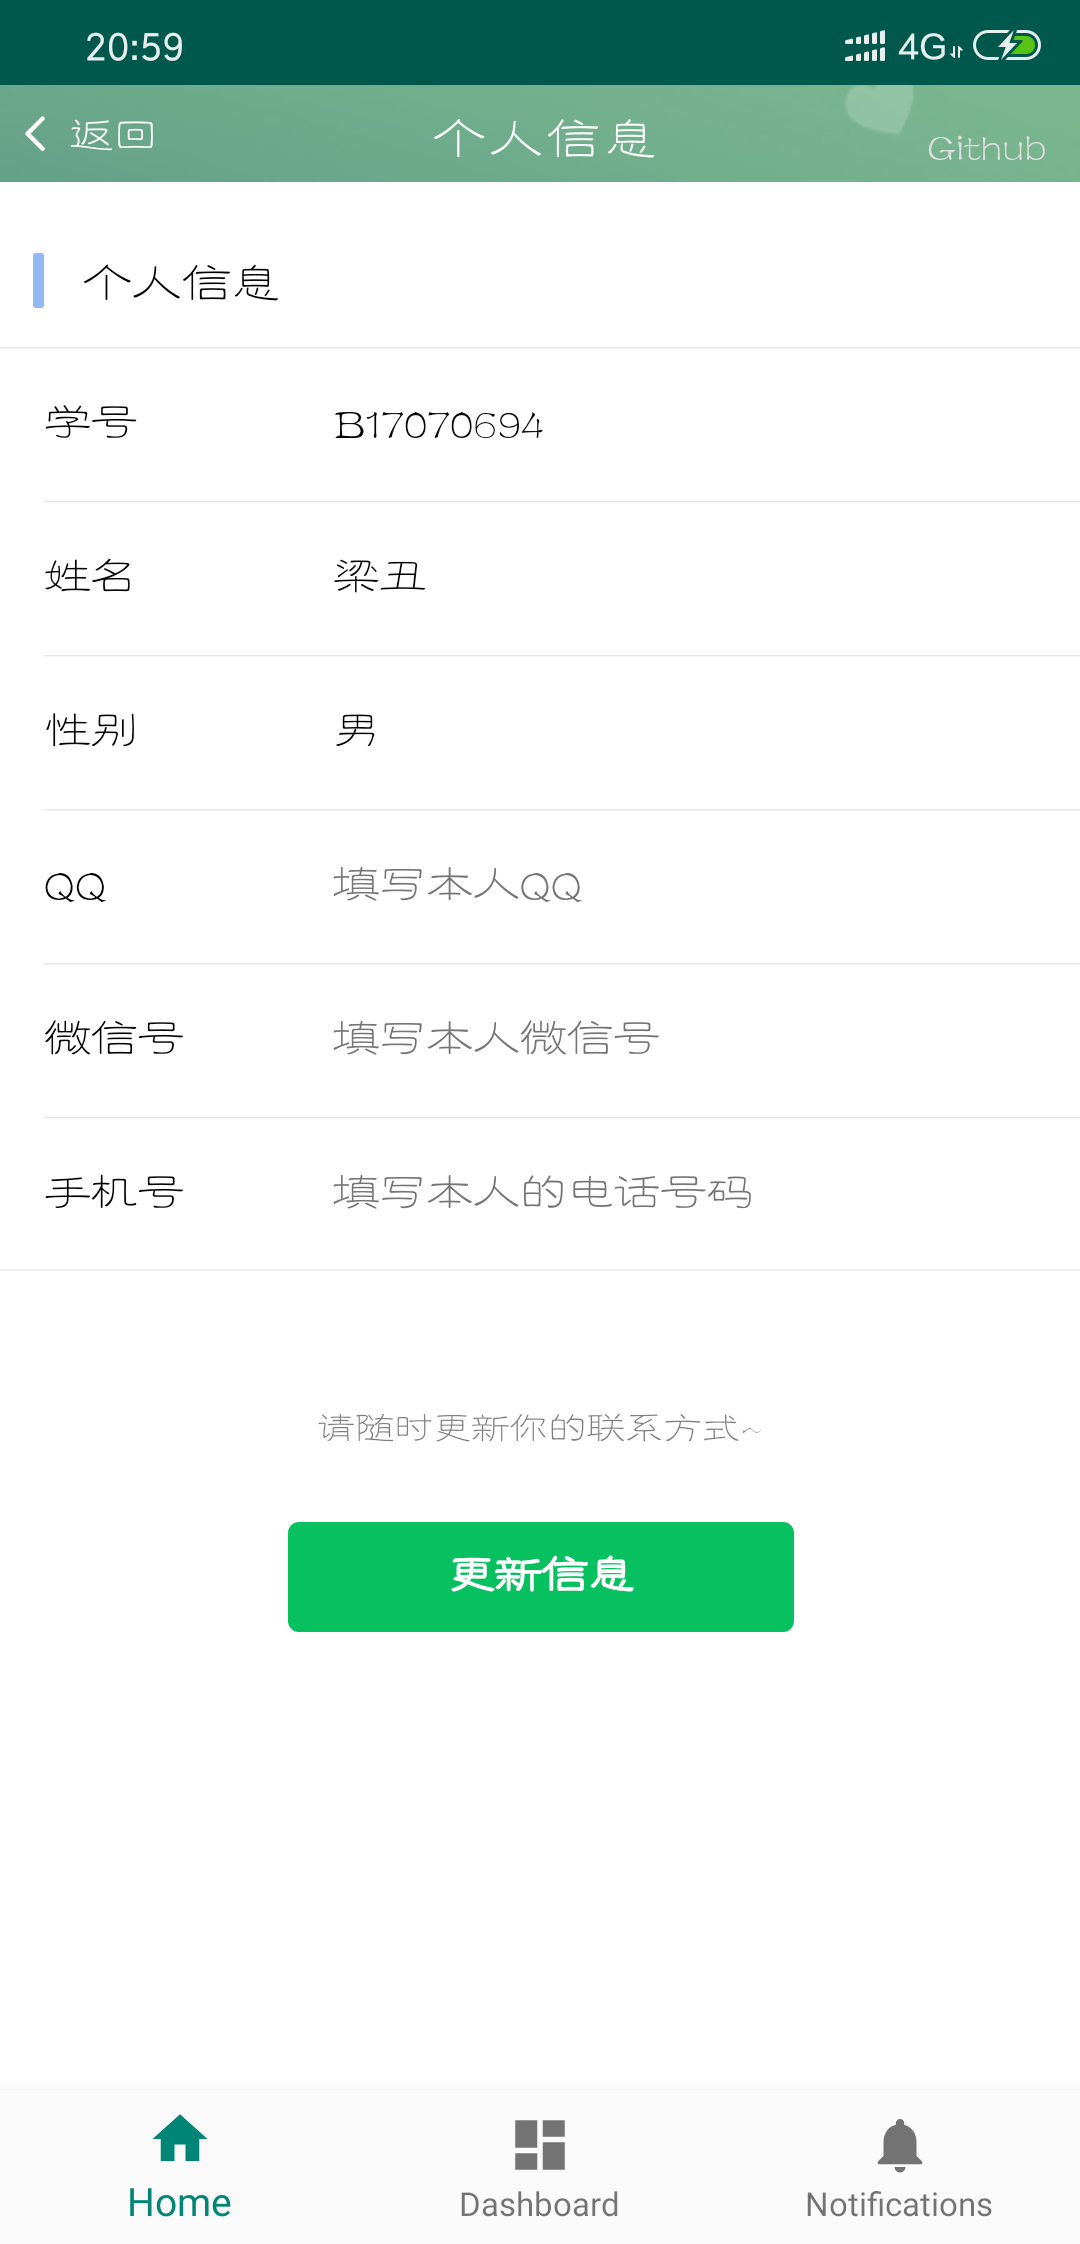 20:59
4G
返回
个人信息
Github
个人信息
学号 B17070694
姓名 梁丑
性别 男
QQ 填写本人QQ
微信号 填写本人微信号
手机号 填写本人的电话号码
请随时更新你的联系方式~
更新信息
Home Dashboard Notifications